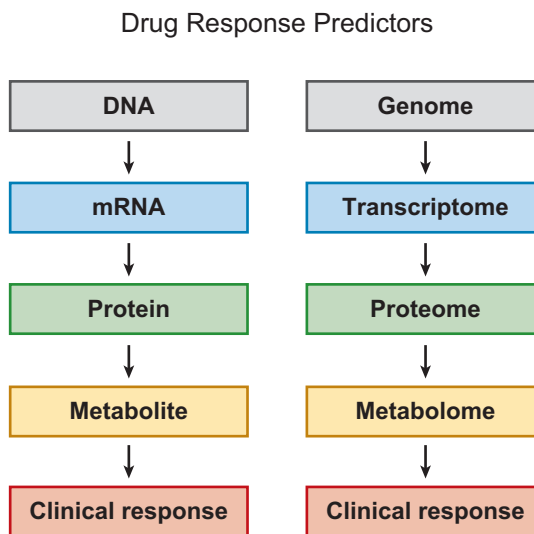 Drug Response Predictors
DNA
Genome
mRNA
Transcriptome
Protein
Proteome
Metabolite
Metabolome
Clinical response
Clinical response